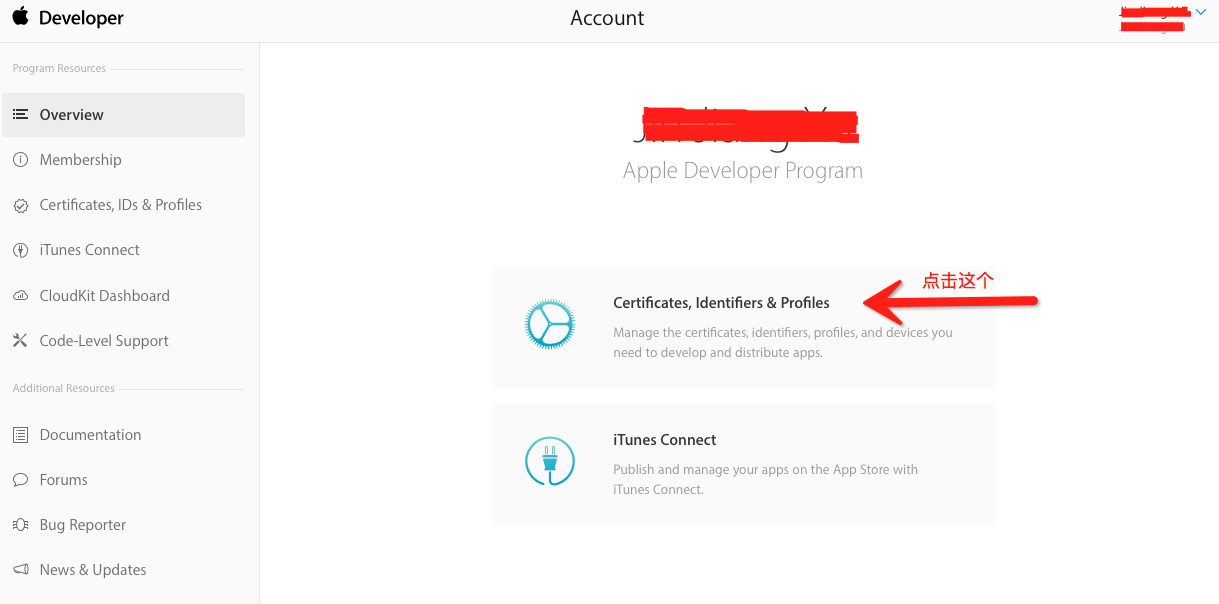 Developer
Account
Program Resources
Overview
Membership
Certificates, IDs & Profiles
iTunes Connect
CloudKit Dashboard
Code-Level Support
Additional Resources
Documentation
Forums
Bug Reporter
News & Updates
Apple Developer Program
点击这个
Certificates, Identifiers & Profiles
Manage the certificates, identifiers, profiles, and devices you
need to develop and distribute apps.
iTunes Connect
Publish and manage your apps on the App Store with
iTunes Connect.